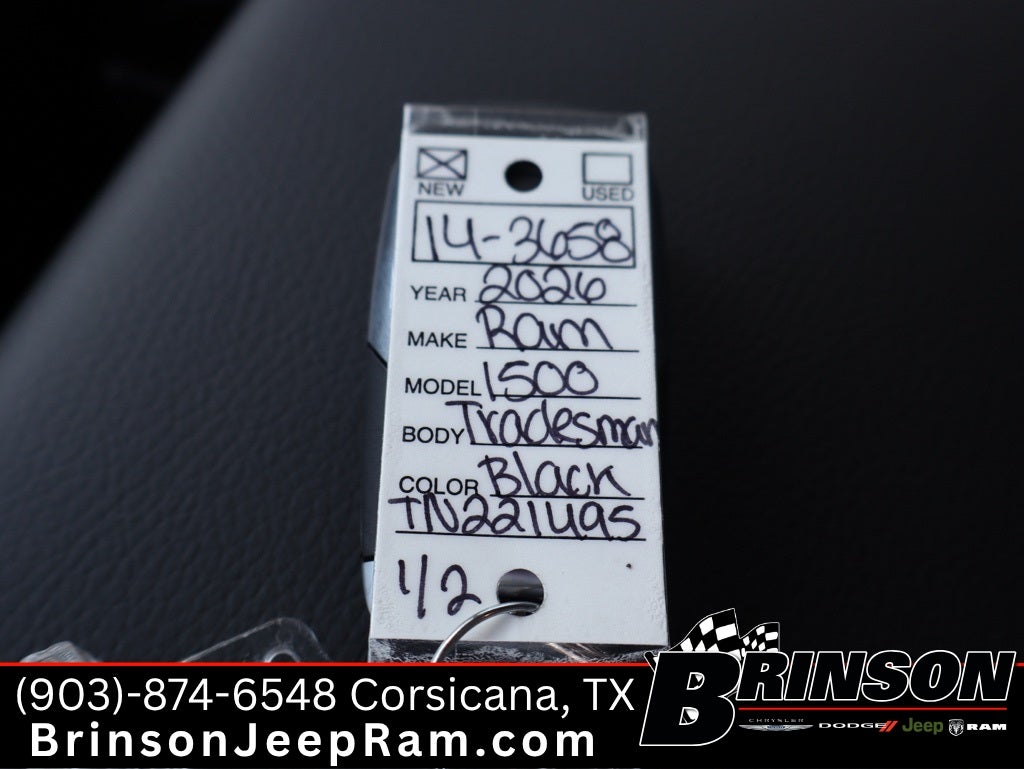 NEW USED
14-3658
YEAR 2026
MAKE Ram
MODEL 1500
BODY Tradesman
COLOR Black
TN221495
1/2
(903)-874-6548 Corsicana, TX
BrinsonJeepRam.com
BRINSON
CHRYSLER DODGE Jeep RAM